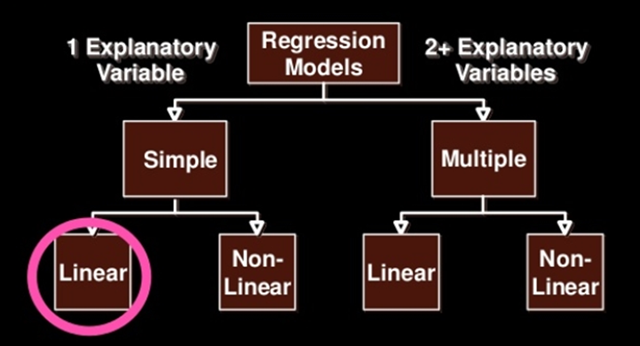 1 Explanatory
Variable
Regression
Models
2+ Explanatory
Variables
Simple
Multiple
Linear
Non-
Linear
Linear
Non-
Linear